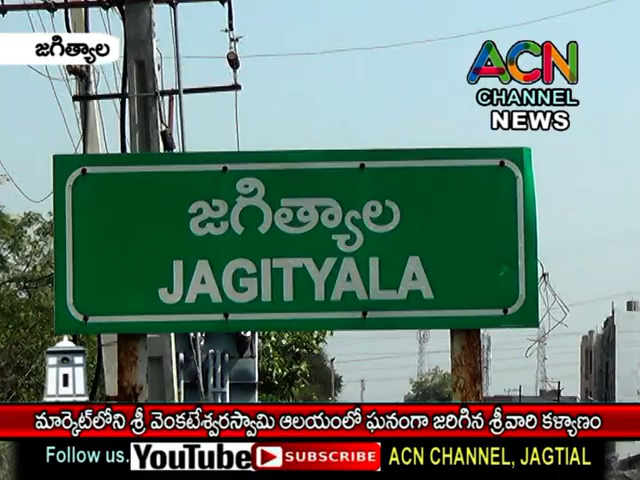 జగిత్యాల
ACN
CHANNEL
NEWS
జగిత్యాల
JAGITYALA
మార్కెట్‌లోని శ్రీ వెంకటేశ్వరస్వామి ఆలయంలో ఘనంగా జరిగిన శ్రీవారి కళ్యాణం
Follow us. YouTube SUBSCRIBE ACN CHANNEL, JAGTIAL